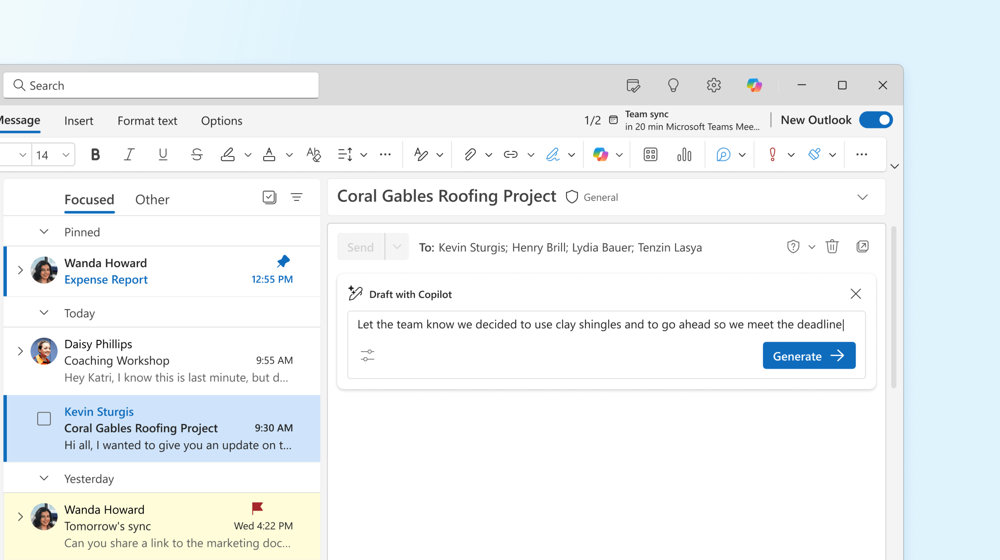 Search
Message Insert Format text Options
1/2 Team sync
in 20 min Microsoft Teams Mee...
New Outlook
14
Focused Other
Pinned
Wanda Howard
Expense Report 12:55 PM
Today
Daisy Phillips
Coaching Workshop 9:55 AM
Hey Katri, I know this is last minute, but d...
Kevin Sturgis
Coral Gables Roofing Project 9:30 AM
Hi all, I wanted to give you an update on t...
Yesterday
Wanda Howard
Tomorrow's sync Wed 4:22 PM
Can you share a link to the marketing doc...
Coral Gables Roofing Project General
Send To: Kevin Sturgis; Henry Brill; Lydia Bauer; Tenzin Lasya
Draft with Copilot
Let the team know we decided to use clay shingles and to go ahead so we meet the deadline
Generate